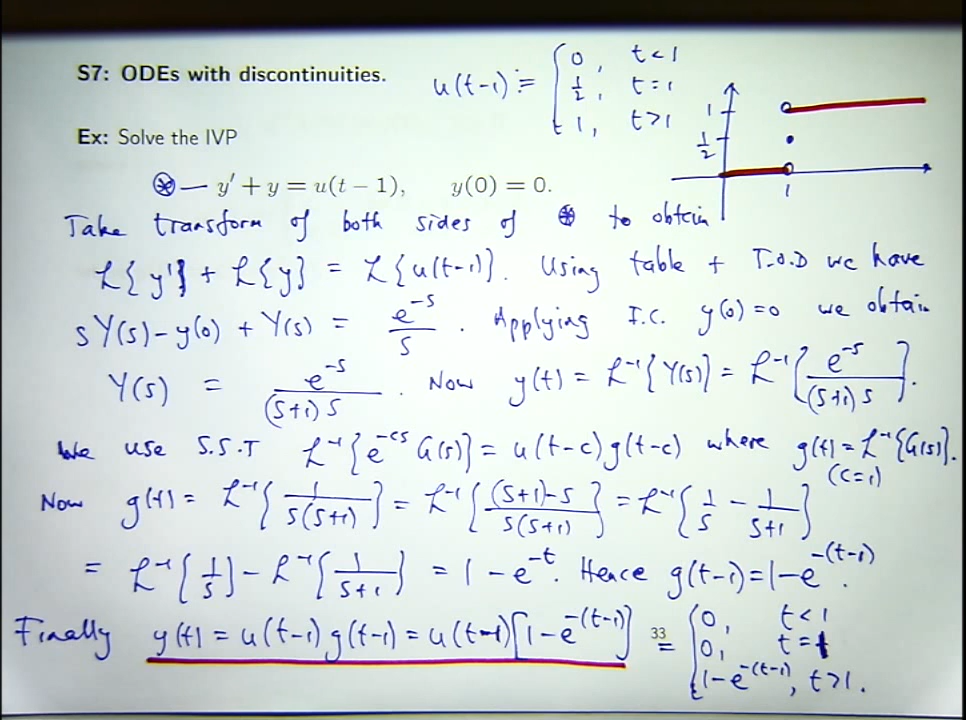 S7: ODEs with discontinuities.
u(t-1) := { 0, t<1
1/2, t=1
1, t>1
1
1/2
1
Ex: Solve the IVP
⊛ — y′ + y = u(t − 1), y(0) = 0.
Take transform of both sides of ⊛ to obtain
ℒ{y'} + ℒ{y} = ℒ{u(t-1)}. Using table + T.O.D we have
sY(s) - y(0) + Y(s) = e^{-s}/s. Applying I.C. y(0)=0 we obtain
Y(s) = e^{-s}/((s+1)s). Now y(t) = ℒ⁻¹{Y(s)} = ℒ⁻¹{e^{-s}/((s+1)s)}.
We use S.S.T ℒ⁻¹{e^{-cs} G(s)} = u(t-c)g(t-c) where g(t) = ℒ⁻¹{G(s)}.
(c=1)
Now g(t) = ℒ⁻¹{1/(s(s+1))} = ℒ⁻¹{((s+1)-s)/(s(s+1))} = ℒ⁻¹{1/s - 1/(s+1)}
= ℒ⁻¹{1/s} - ℒ⁻¹{1/(s+1)} = 1 - e^{-t}. Hence g(t-1) = 1-e^{-(t-1)}.
Finally y(t) = u(t-1)g(t-1) = u(t-1)[1-e^{-(t-1)}] = { 0, t<1
0, t=1
1-e^{-(t-1)}, t>1.
33